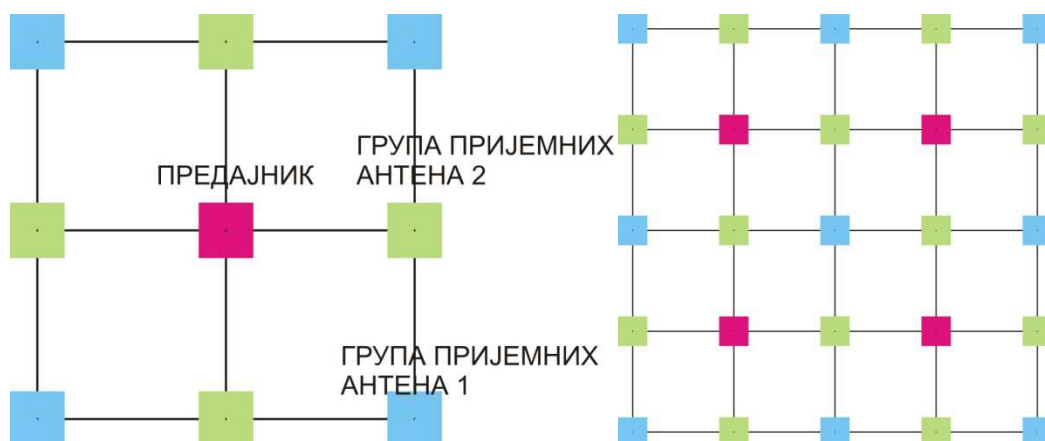 ГРУПА ПРИЈЕМНИХ
АНТЕНА 2
ПРЕДАЈНИК
ГРУПА ПРИЈЕМНИХ
АНТЕНА 1